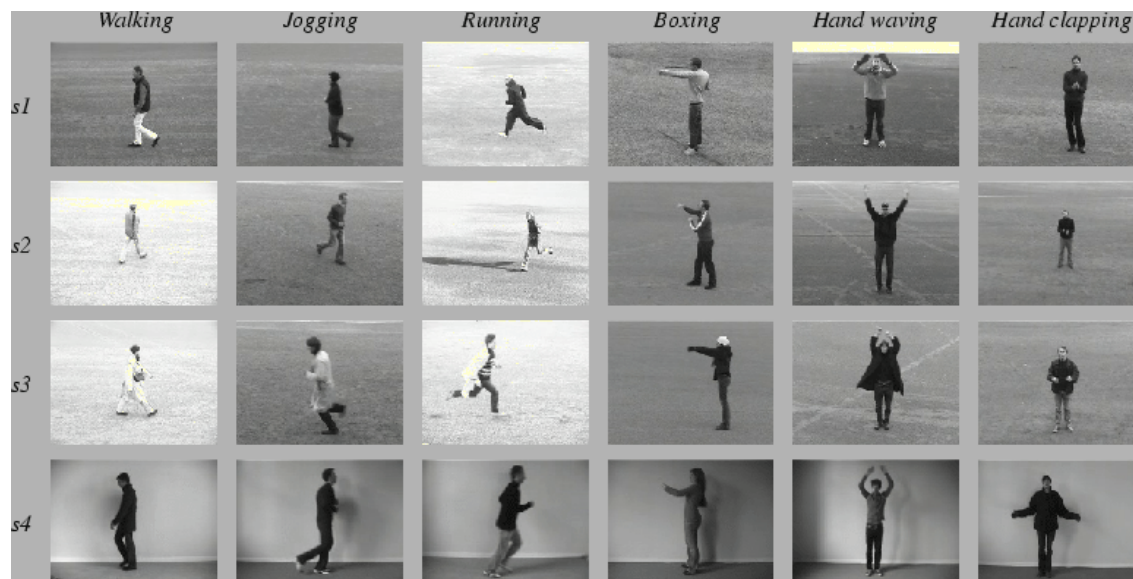 Walking Jogging Running Boxing Hand waving Hand clapping
s1
s2
s3
s4